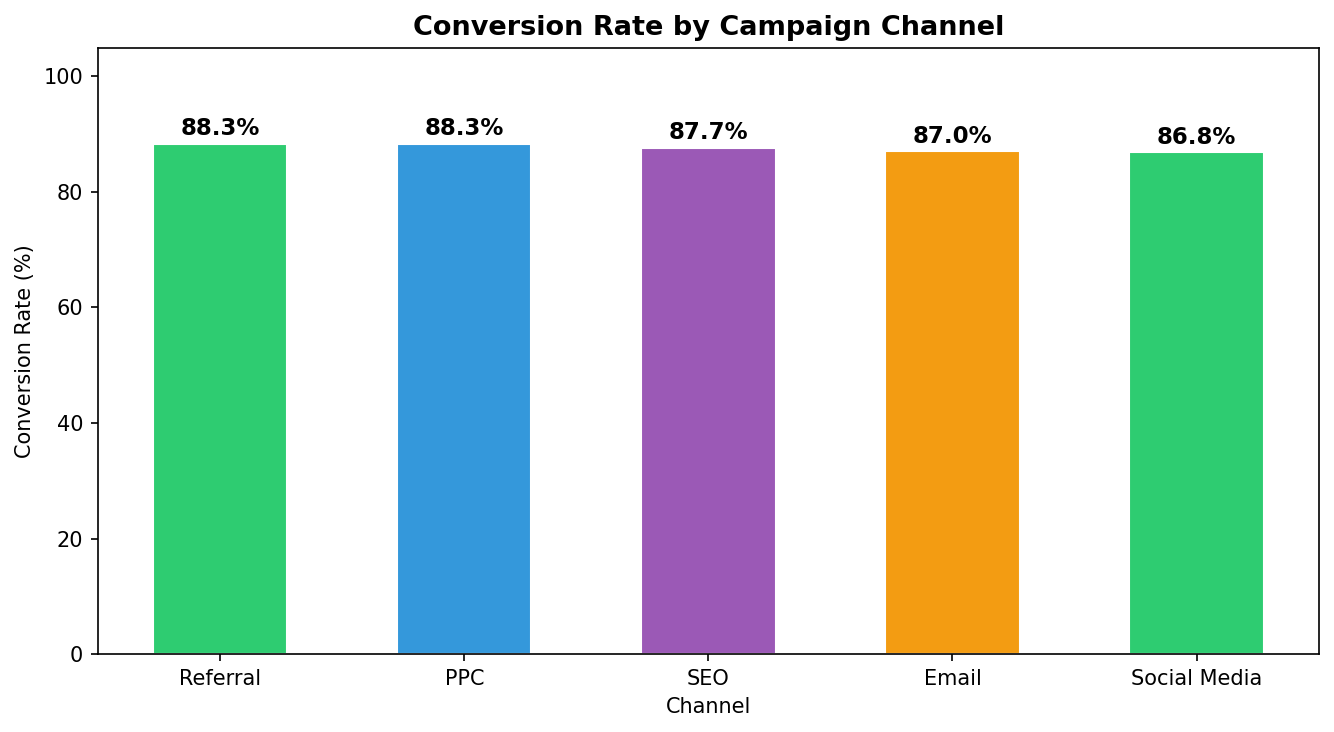 Conversion Rate by Campaign Channel
Conversion Rate (%)
100
80
60
40
20
0
88.3%
88.3%
87.7%
87.0%
86.8%
Referral
PPC
SEO
Email
Social Media
Channel